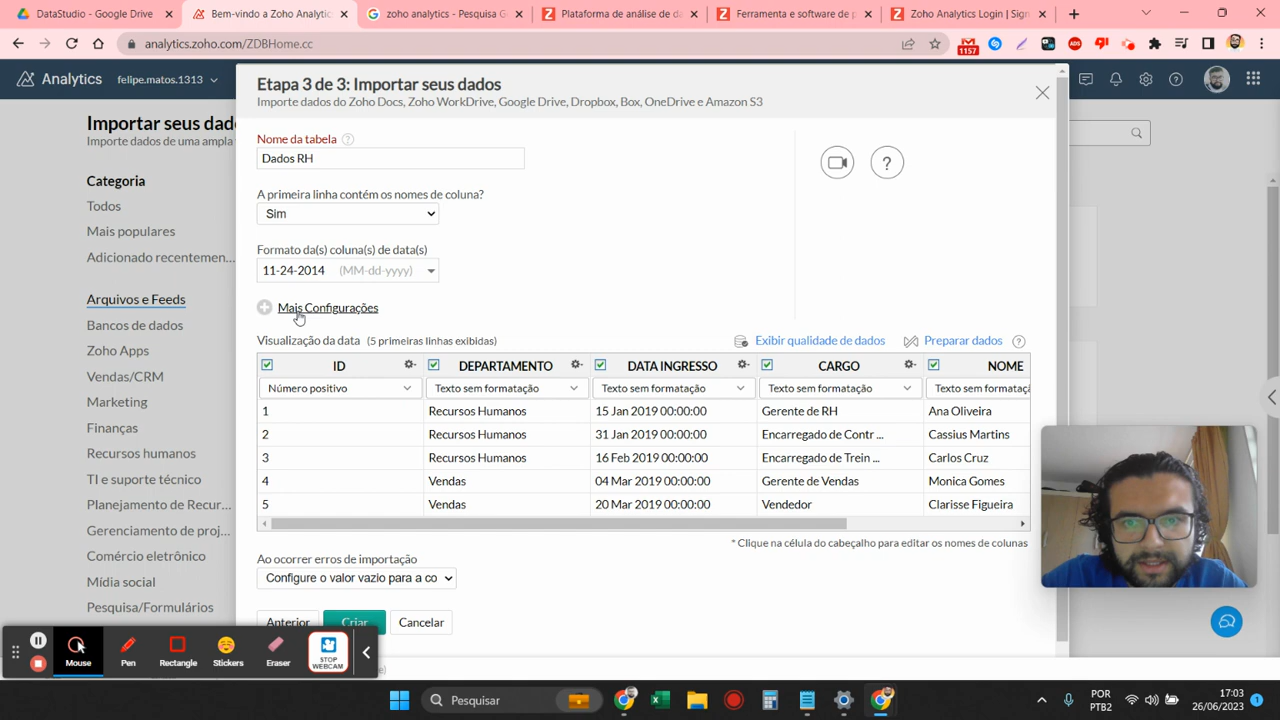 DataStudio - Google Drive
Bem-vindo a Zoho Analytic
zoho analytics - Pesquisa G
Plataforma de análise de da
Ferramenta e software de p
Zoho Analytics Login | Sign
analytics.zoho.com/ZDBHome.cc
1157
ADS
Analytics
felipe.matos.1313
Importar seus dad
Importe dados de uma ampla
Categoria
Todos
Mais populares
Adicionado recentemen...
Arquivos e Feeds
Bancos de dados
Zoho Apps
Vendas/CRM
Marketing
Finanças
Recursos humanos
TI e suporte técnico
Planejamento de Recur...
Gerenciamento de proj...
Comércio eletrônico
Mídia social
Pesquisa/Formulários
Etapa 3 de 3: Importar seus dados
Importe dados do Zoho Docs, Zoho WorkDrive, Google Drive, Dropbox, Box, OneDrive e Amazon S3
Nome da tabela ?
Dados RH
A primeira linha contém os nomes de coluna?
Sim
Formato da(s) coluna(s) de data(s)
11-24-2014 (MM-dd-yyyy)
Mais Configurações
Visualização da data (5 primeiras linhas exibidas)
Exibir qualidade de dados
Preparar dados ?
ID DEPARTAMENTO DATA INGRESSO CARGO NOME
Número positivo Texto sem formatação Texto sem formatação Texto sem formatação Texto sem formataçã
1 Recursos Humanos 15 Jan 2019 00:00:00 Gerente de RH Ana Oliveira
2 Recursos Humanos 31 Jan 2019 00:00:00 Encarregado de Contr ... Cassius Martins
3 Recursos Humanos 16 Feb 2019 00:00:00 Encarregado de Trein ... Carlos Cruz
4 Vendas 04 Mar 2019 00:00:00 Gerente de Vendas Monica Gomes
5 Vendas 20 Mar 2019 00:00:00 Vendedor Clarisse Figueira
* Clique na célula do cabeçalho para editar os nomes de colunas
Ao ocorrer erros de importação
Configure o valor vazio para a co
Anterior
Criar
Cancelar
Mouse
Pen
Rectangle
Stickers
Eraser
STOP
WEBCAM
Pesquisar
POR
PTB2
17:03
26/06/2023
1